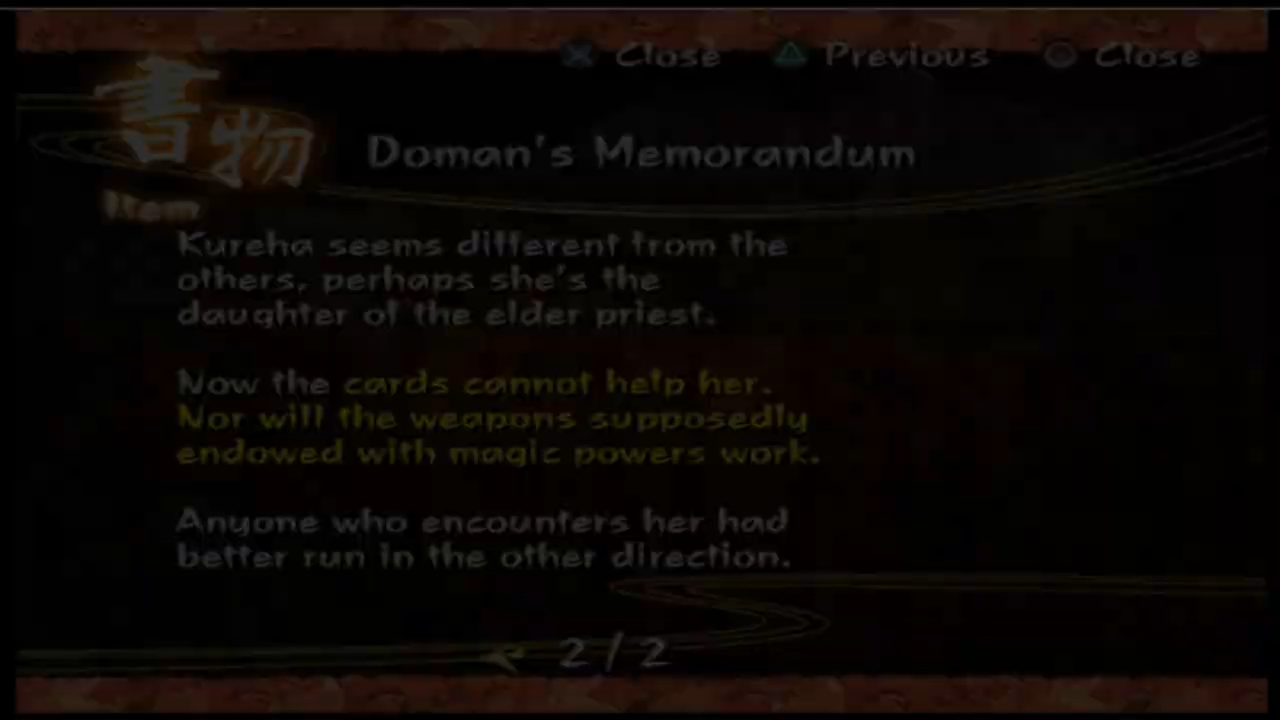 Close Previous Close
書物
Item
Doman's Memorandum
Kureha seems different from the
others, perhaps she's the
daughter of the elder priest.
Now the cards cannot help her.
Nor will the weapons supposedly
endowed with magic powers work.
Anyone who encounters her had
better run in the other direction.
2/2